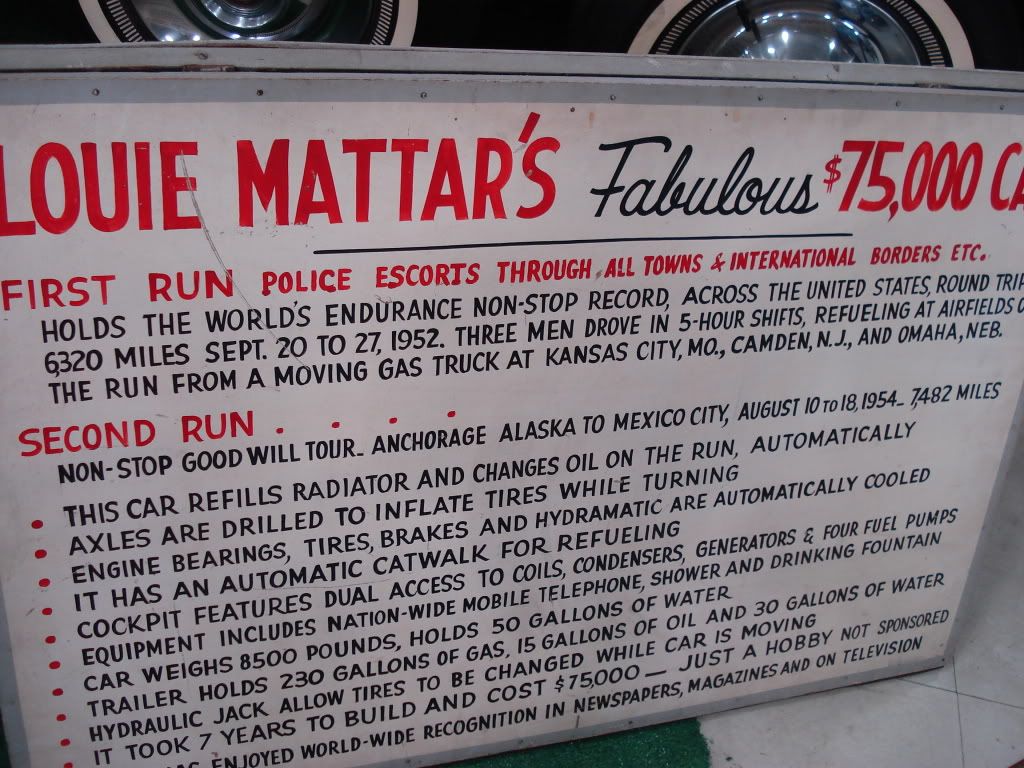 LOUIE MATTAR'S Fabulous $75,000 CA
FIRST RUN POLICE ESCORTS THROUGH ALL TOWNS & INTERNATIONAL BORDERS ETC.
HOLDS THE WORLD'S ENDURANCE NON-STOP RECORD, ACROSS THE UNITED STATES, ROUND TRIP
6320 MILES SEPT. 20 TO 27, 1952. THREE MEN DROVE IN 5-HOUR SHIFTS, REFUELING AT AIRFIELDS O
THE RUN FROM A MOVING GAS TRUCK AT KANSAS CITY, MO., CAMDEN, N.J., AND OMAHA, NEB.
SECOND RUN . . . .
NON-STOP GOOD WILL TOUR - ANCHORAGE ALASKA TO MEXICO CITY, AUGUST 10 TO 18, 1954 - 7,482 MILES
• THIS CAR REFILLS RADIATOR AND CHANGES OIL ON THE RUN, AUTOMATICALLY
• AXLES ARE DRILLED TO INFLATE TIRES WHILE TURNING
• ENGINE BEARINGS, TIRES, BRAKES AND HYDRAMATIC ARE AUTOMATICALLY COOLED
• IT HAS AN AUTOMATIC CATWALK FOR REFUELING
• COCKPIT FEATURES DUAL ACCESS TO COILS, CONDENSERS, GENERATORS & FOUR FUEL PUMPS
• EQUIPMENT INCLUDES NATION-WIDE MOBILE TELEPHONE, SHOWER AND DRINKING FOUNTAIN
• CAR WEIGHS 8500 POUNDS, HOLDS 50 GALLONS OF WATER
• TRAILER HOLDS 230 GALLONS OF GAS, 15 GALLONS OF OIL AND 30 GALLONS OF WATER
• HYDRAULIC JACK ALLOW TIRES TO BE CHANGED WHILE CAR IS MOVING
• IT TOOK 7 YEARS TO BUILD AND COST $75,000 — JUST A HOBBY NOT SPONSORED
ENJOYED WORLD-WIDE RECOGNITION IN NEWSPAPERS, MAGAZINES AND ON TELEVISION